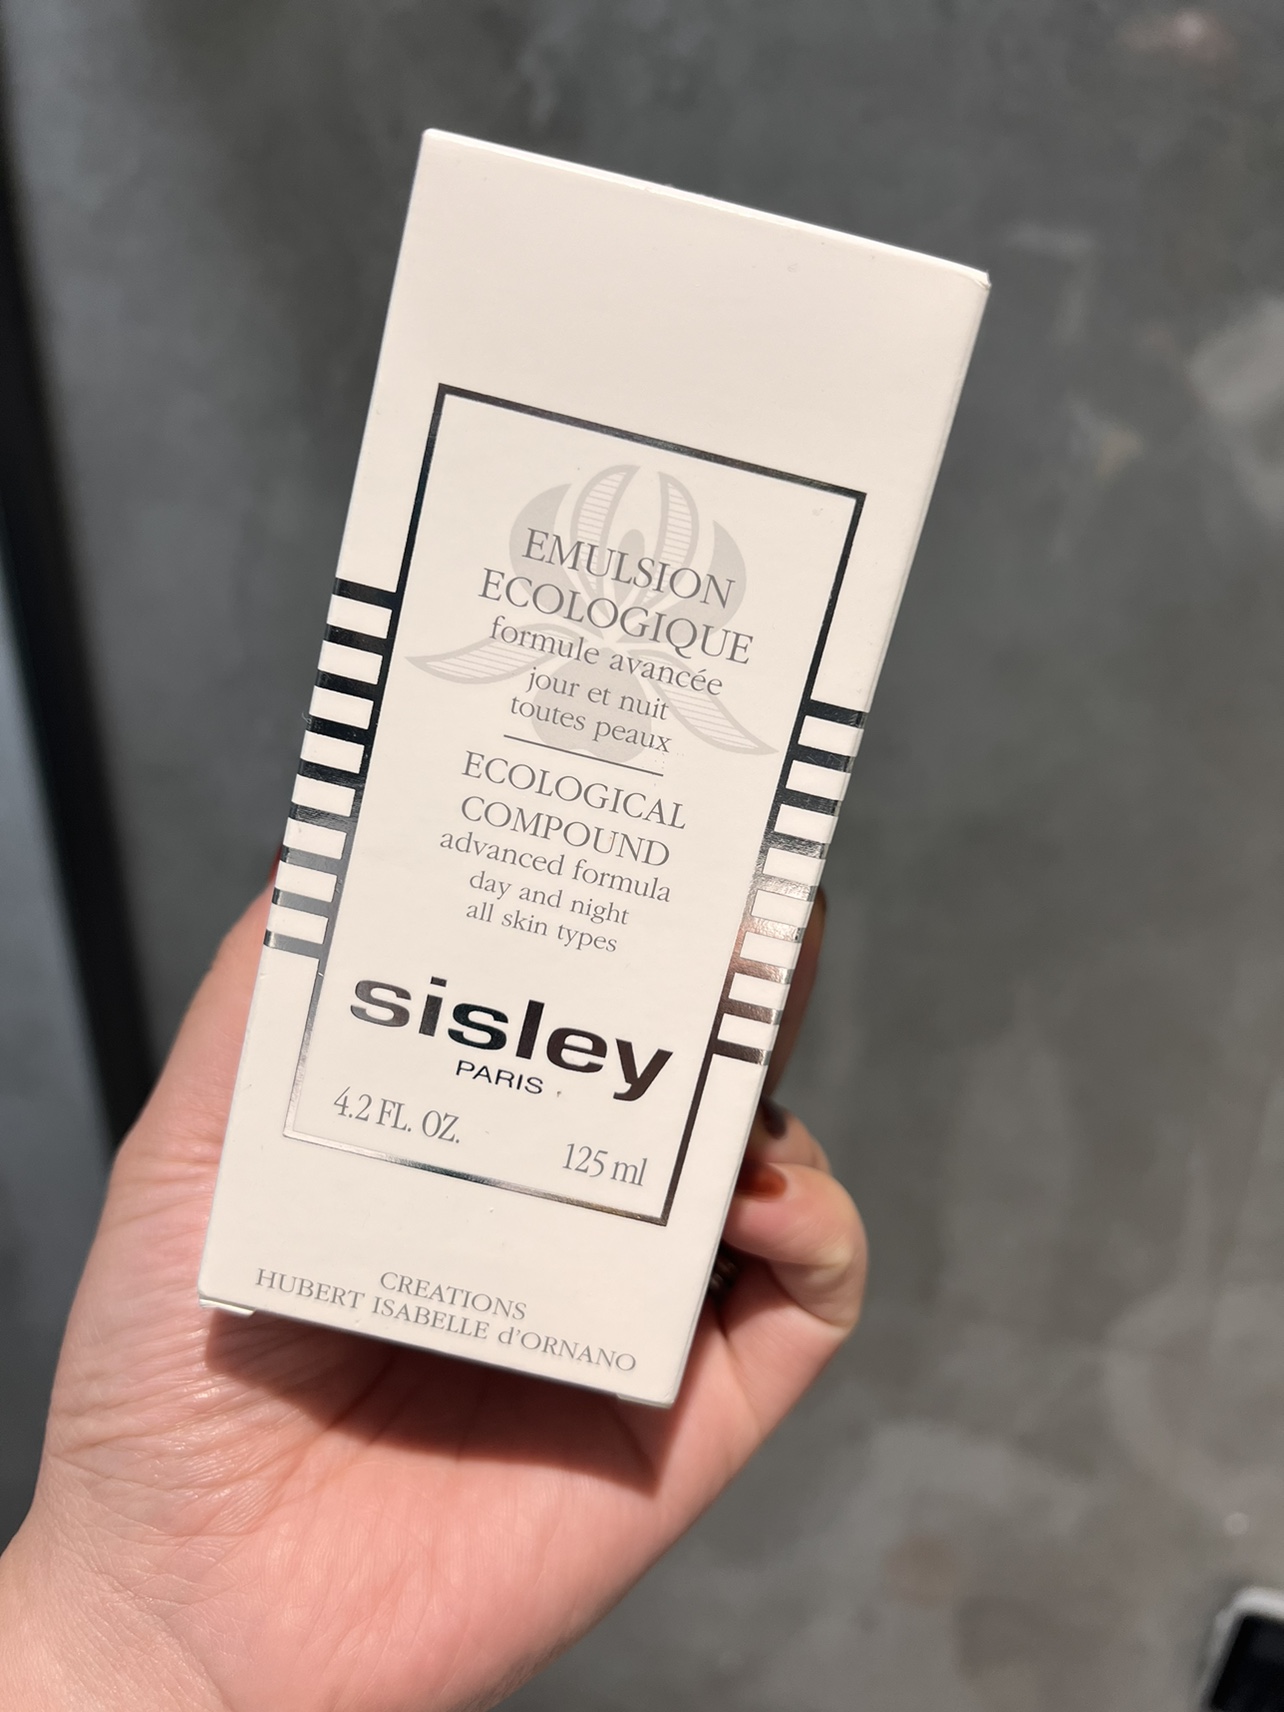 EMULSION
ECOLOGIQUE
formule avancée
jour et nuit
toutes peaux
ECOLOGICAL
COMPOUND
advanced formula
day and night
all skin types
sisley
PARIS
4.2 FL. OZ. 125 ml
CREATIONS
HUBERT ISABELLE d'ORNANO